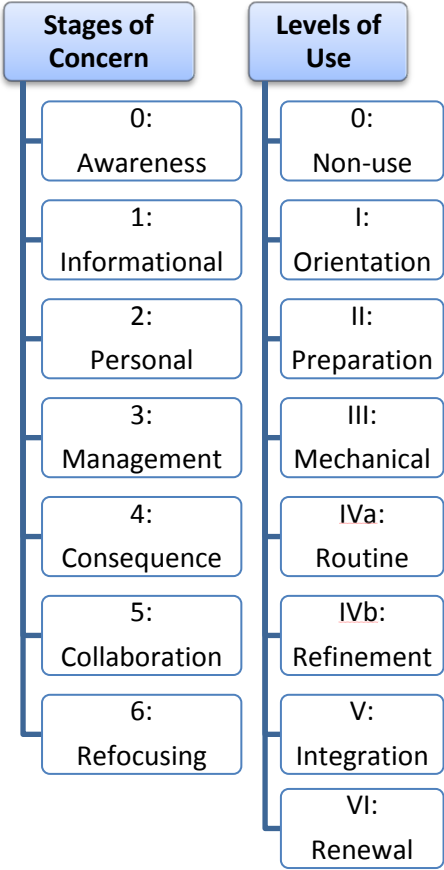 Stages of
Concern
0:
Awareness
1:
Informational
2:
Personal
3:
Management
4:
Consequence
5:
Collaboration
6:
Refocusing
Levels of
Use
0:
Non-use
I:
Orientation
II:
Preparation
III:
Mechanical
IVa:
Routine
IVb:
Refinement
V:
Integration
VI:
Renewal